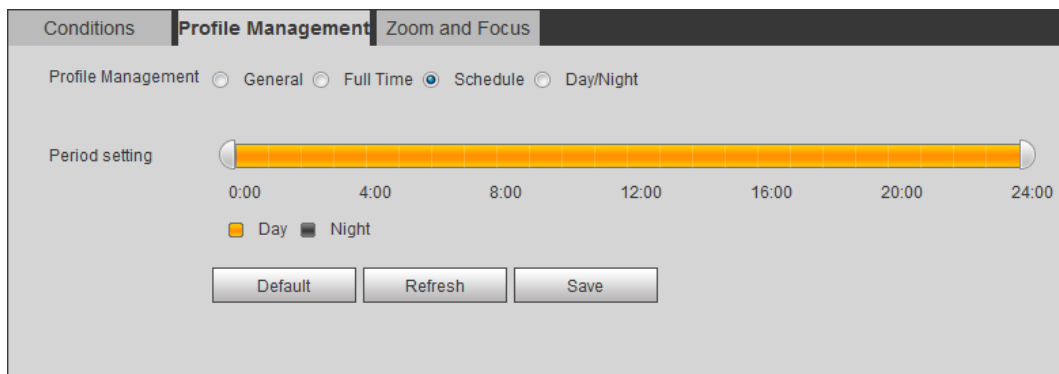 Conditions Profile Management Zoom and Focus
Profile Management General Full Time Schedule Day/Night
Period setting
0:00 4:00 8:00 12:00 16:00 20:00 24:00
Day Night
Default Refresh Save